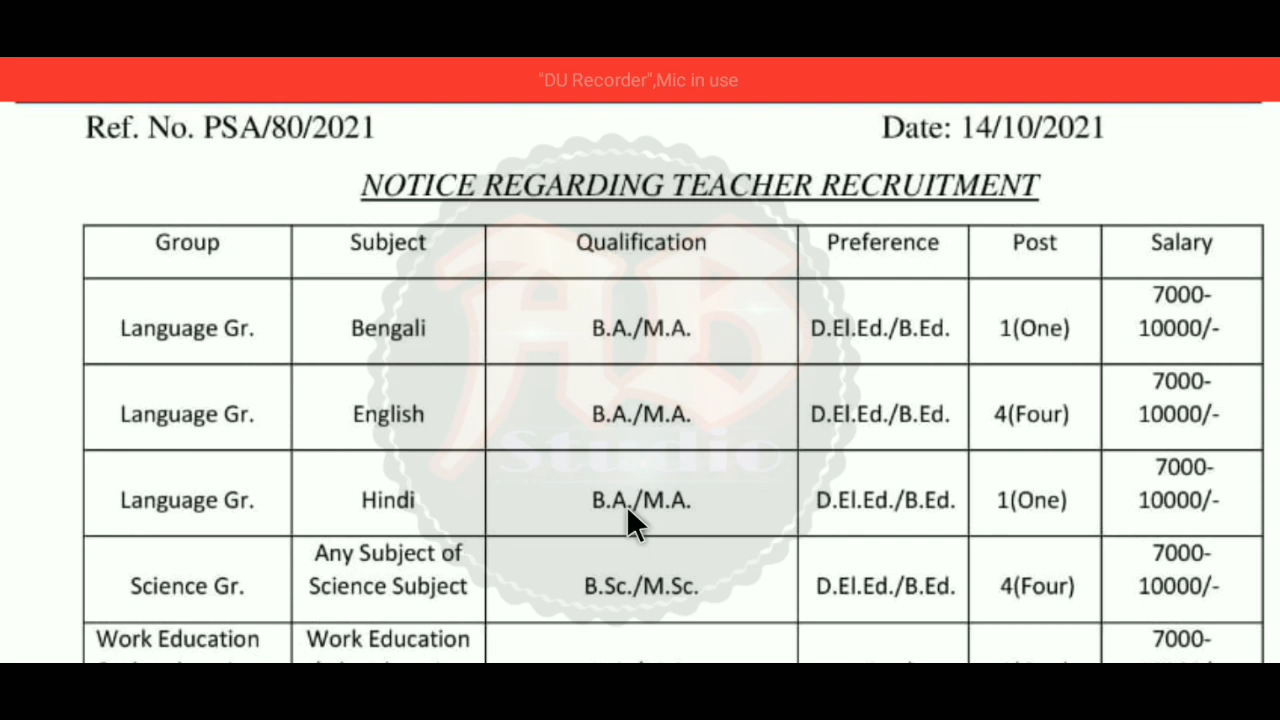 "DU Recorder",Mic in use
Ref. No. PSA/80/2021 Date: 14/10/2021
NOTICE REGARDING TEACHER RECRUITMENT
Group Subject Qualification Preference Post Salary
Language Gr. Bengali B.A./M.A. D.El.Ed./B.Ed. 1(One) 7000-
10000/-
Language Gr. English B.A./M.A. D.El.Ed./B.Ed. 4(Four) 7000-
10000/-
Language Gr. Hindi B.A./M.A. D.El.Ed./B.Ed. 1(One) 7000-
10000/-
Science Gr. Any Subject of
Science Subject B.Sc./M.Sc. D.El.Ed./B.Ed. 4(Four) 7000-
10000/-
Work Education Work Education 7000-
AB
Studio